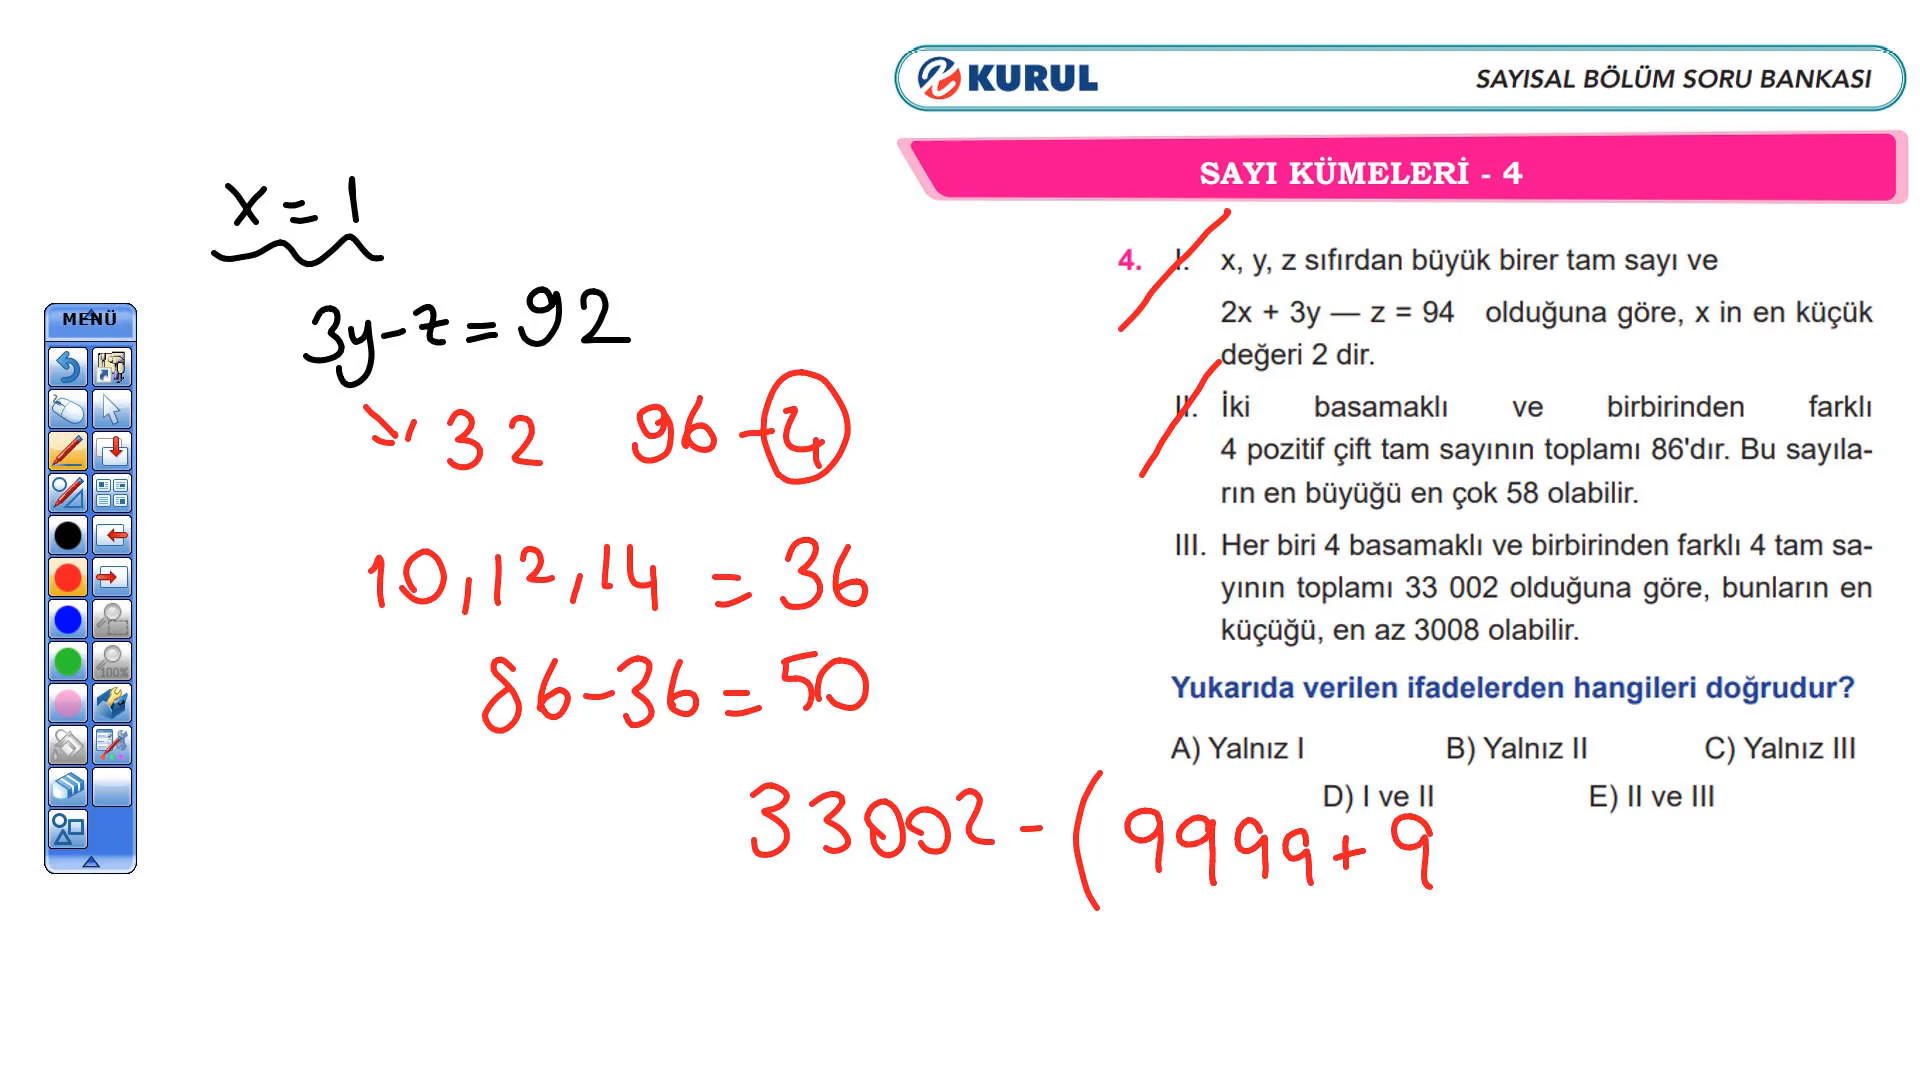 KURUL
SAYISAL BÖLÜM SORU BANKASI
SAYI KÜMELERİ - 4
x = 1
3y - z = 92
32 96 - 4
10, 12, 14 = 36
86 - 36 = 50
33002 - ( 9999 + 9
MENÜ
100%
4. I. x, y, z sıfırdan büyük birer tam sayı ve
2x + 3y — z = 94 olduğuna göre, x in en küçük
değeri 2 dir.
II. İki basamaklı ve birbirinden farklı
4 pozitif çift tam sayının toplamı 86'dır. Bu sayıla-
rın en büyüğü en çok 58 olabilir.
III. Her biri 4 basamaklı ve birbirinden farklı 4 tam sa-
yının toplamı 33 002 olduğuna göre, bunların en
küçüğü, en az 3008 olabilir.
Yukarıda verilen ifadelerden hangileri doğrudur?
A) Yalnız I B) Yalnız II C) Yalnız III
D) I ve II E) II ve III